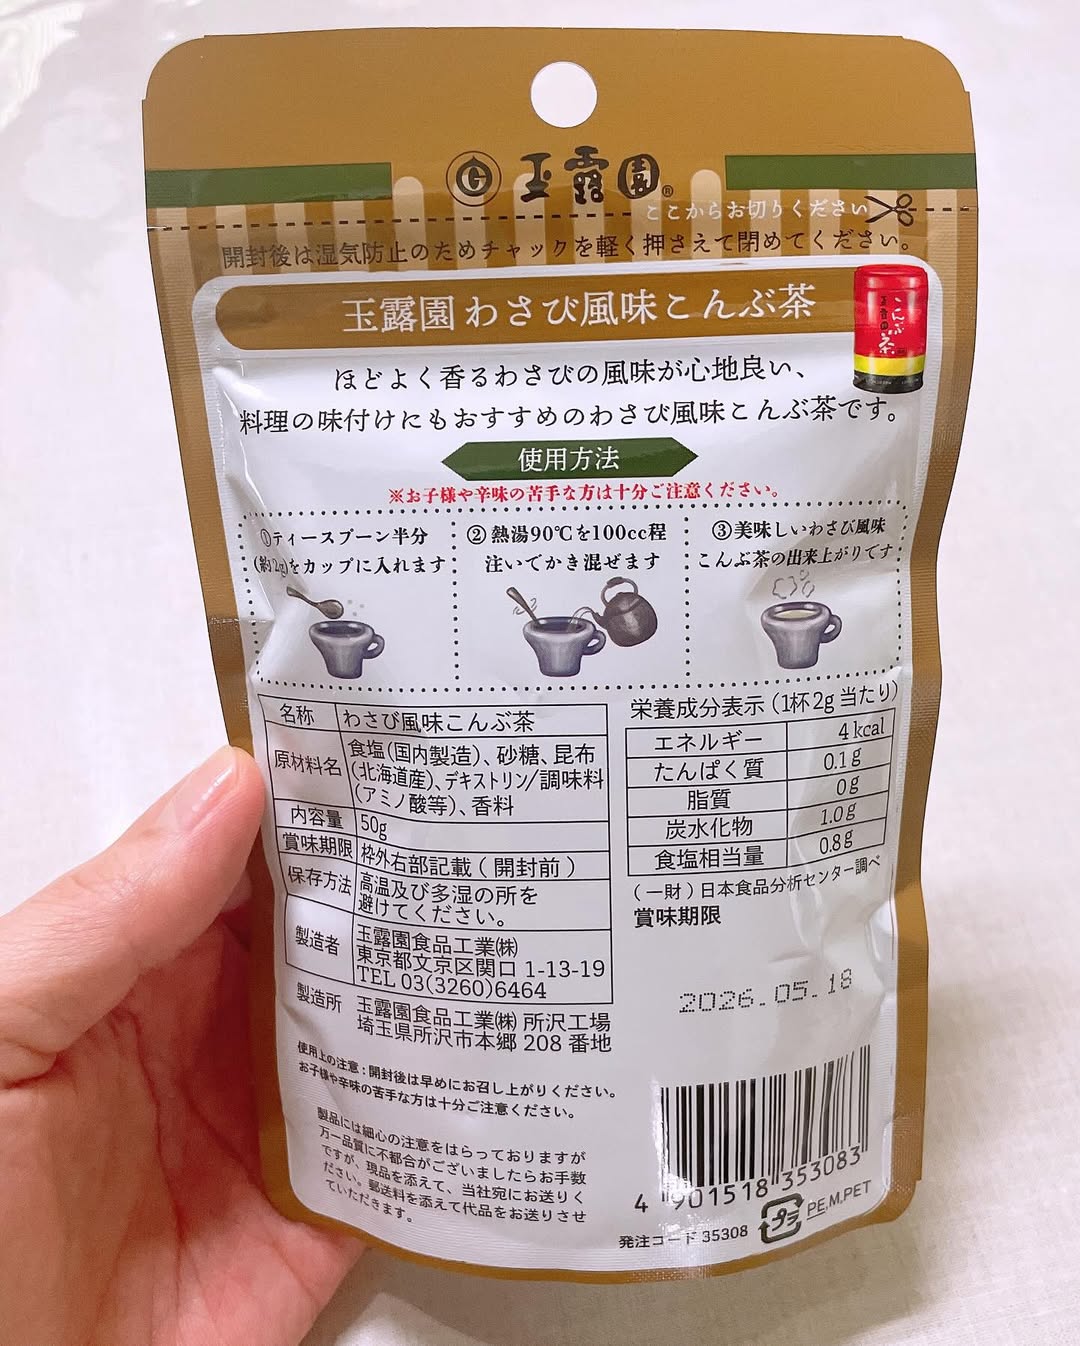 玉露園®
ここからお切りください
開封後は湿気防止のためチャックを軽く押さえて閉めてください。
玉露園 わさび風味こんぶ茶
こんぶ茶
玉露園
ほどよく香るわさびの風味が心地良い、
料理の味付けにもおすすめのわさび風味こんぶ茶です。
使用方法
※お子様や辛味の苦手な方は十分ご注意ください。
①ティースプーン半分
(約2g)をカップに入れます
②熱湯90℃を100cc程
注いでかき混ぜます
③美味しいわさび風味
こんぶ茶の出来上がりです
名称 わさび風味こんぶ茶
原材料名 食塩(国内製造)、砂糖、昆布
(北海道産)、デキストリン/調味料
(アミノ酸等)、香料
内容量 50g
賞味期限 枠外右部記載(開封前)
保存方法 高温及び多湿の所を
避けてください。
製造者 玉露園食品工業㈱
東京都文京区関口 1-13-19
TEL 03(3260)6464
製造所 玉露園食品工業㈱ 所沢工場
埼玉県所沢市本郷 208 番地
使用上の注意:開封後は早めにお召し上がりください。
お子様や辛味の苦手な方は十分ご注意ください。
製品には細心の注意をはらっておりますが
万一品質に不都合がございましたらお手数
ですが、現品を添えて、当社宛にお送りく
ださい。郵送料を添えて代品をお送りさせ
ていただきます。
栄養成分表示(1杯2g当たり)
エネルギー 4kcal
たんぱく質 0.1g
脂質 0g
炭水化物 1.0g
食塩相当量 0.8g
(一財)日本食品分析センター調べ
賞味期限
2026.05.18
4 901518 353083
発注コード 35308
プラ
PE,M,PET